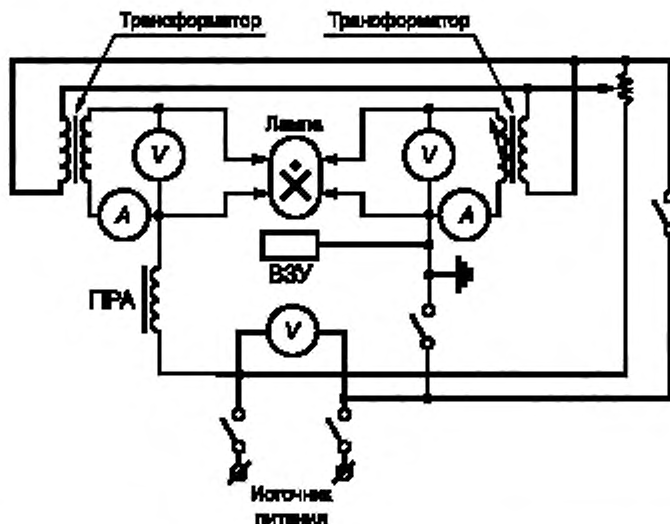 Трансформатор Трансформатор
Лампа
V V
A A
ВЗУ
ПРА
V
Источник
питания